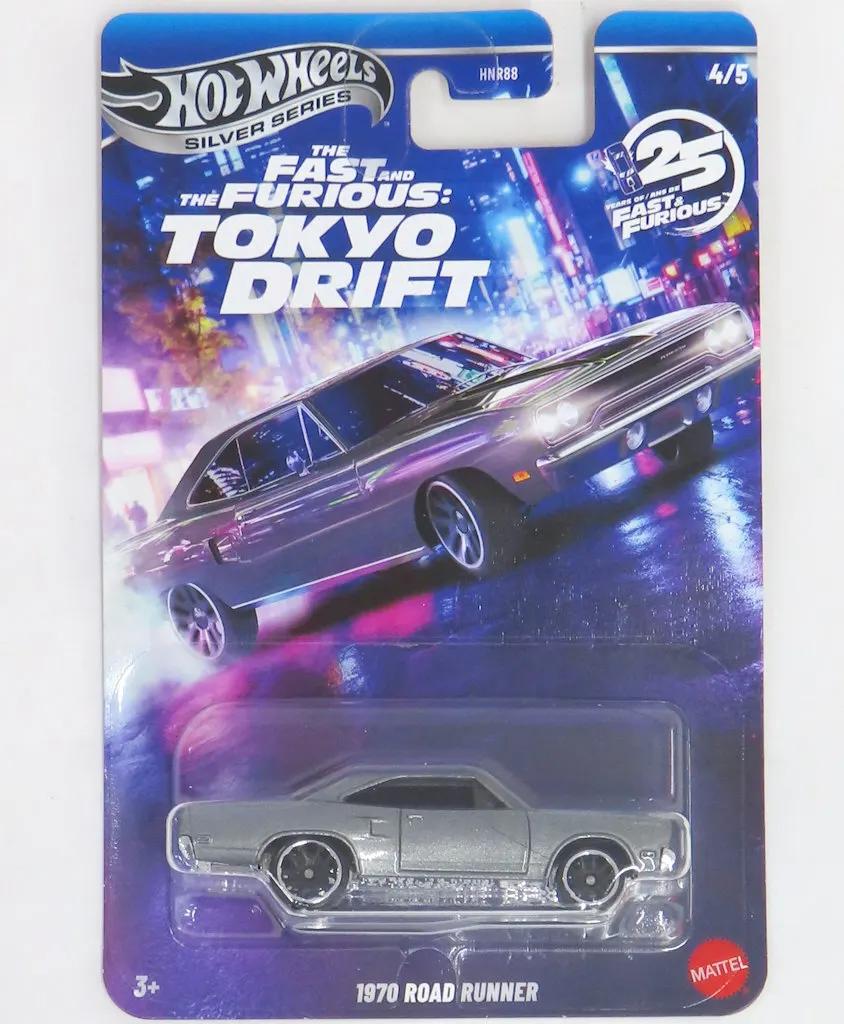 HOT WHEELS
SILVER SERIES
HNR88
4/5
THE
FAST AND
THE FURIOUS:
TOKYO
DRIFT
25
YEARS OF / ANS DE
FAST &
FURIOUS
PLYMOUTH
3+
1970 ROAD RUNNER
MATTEL